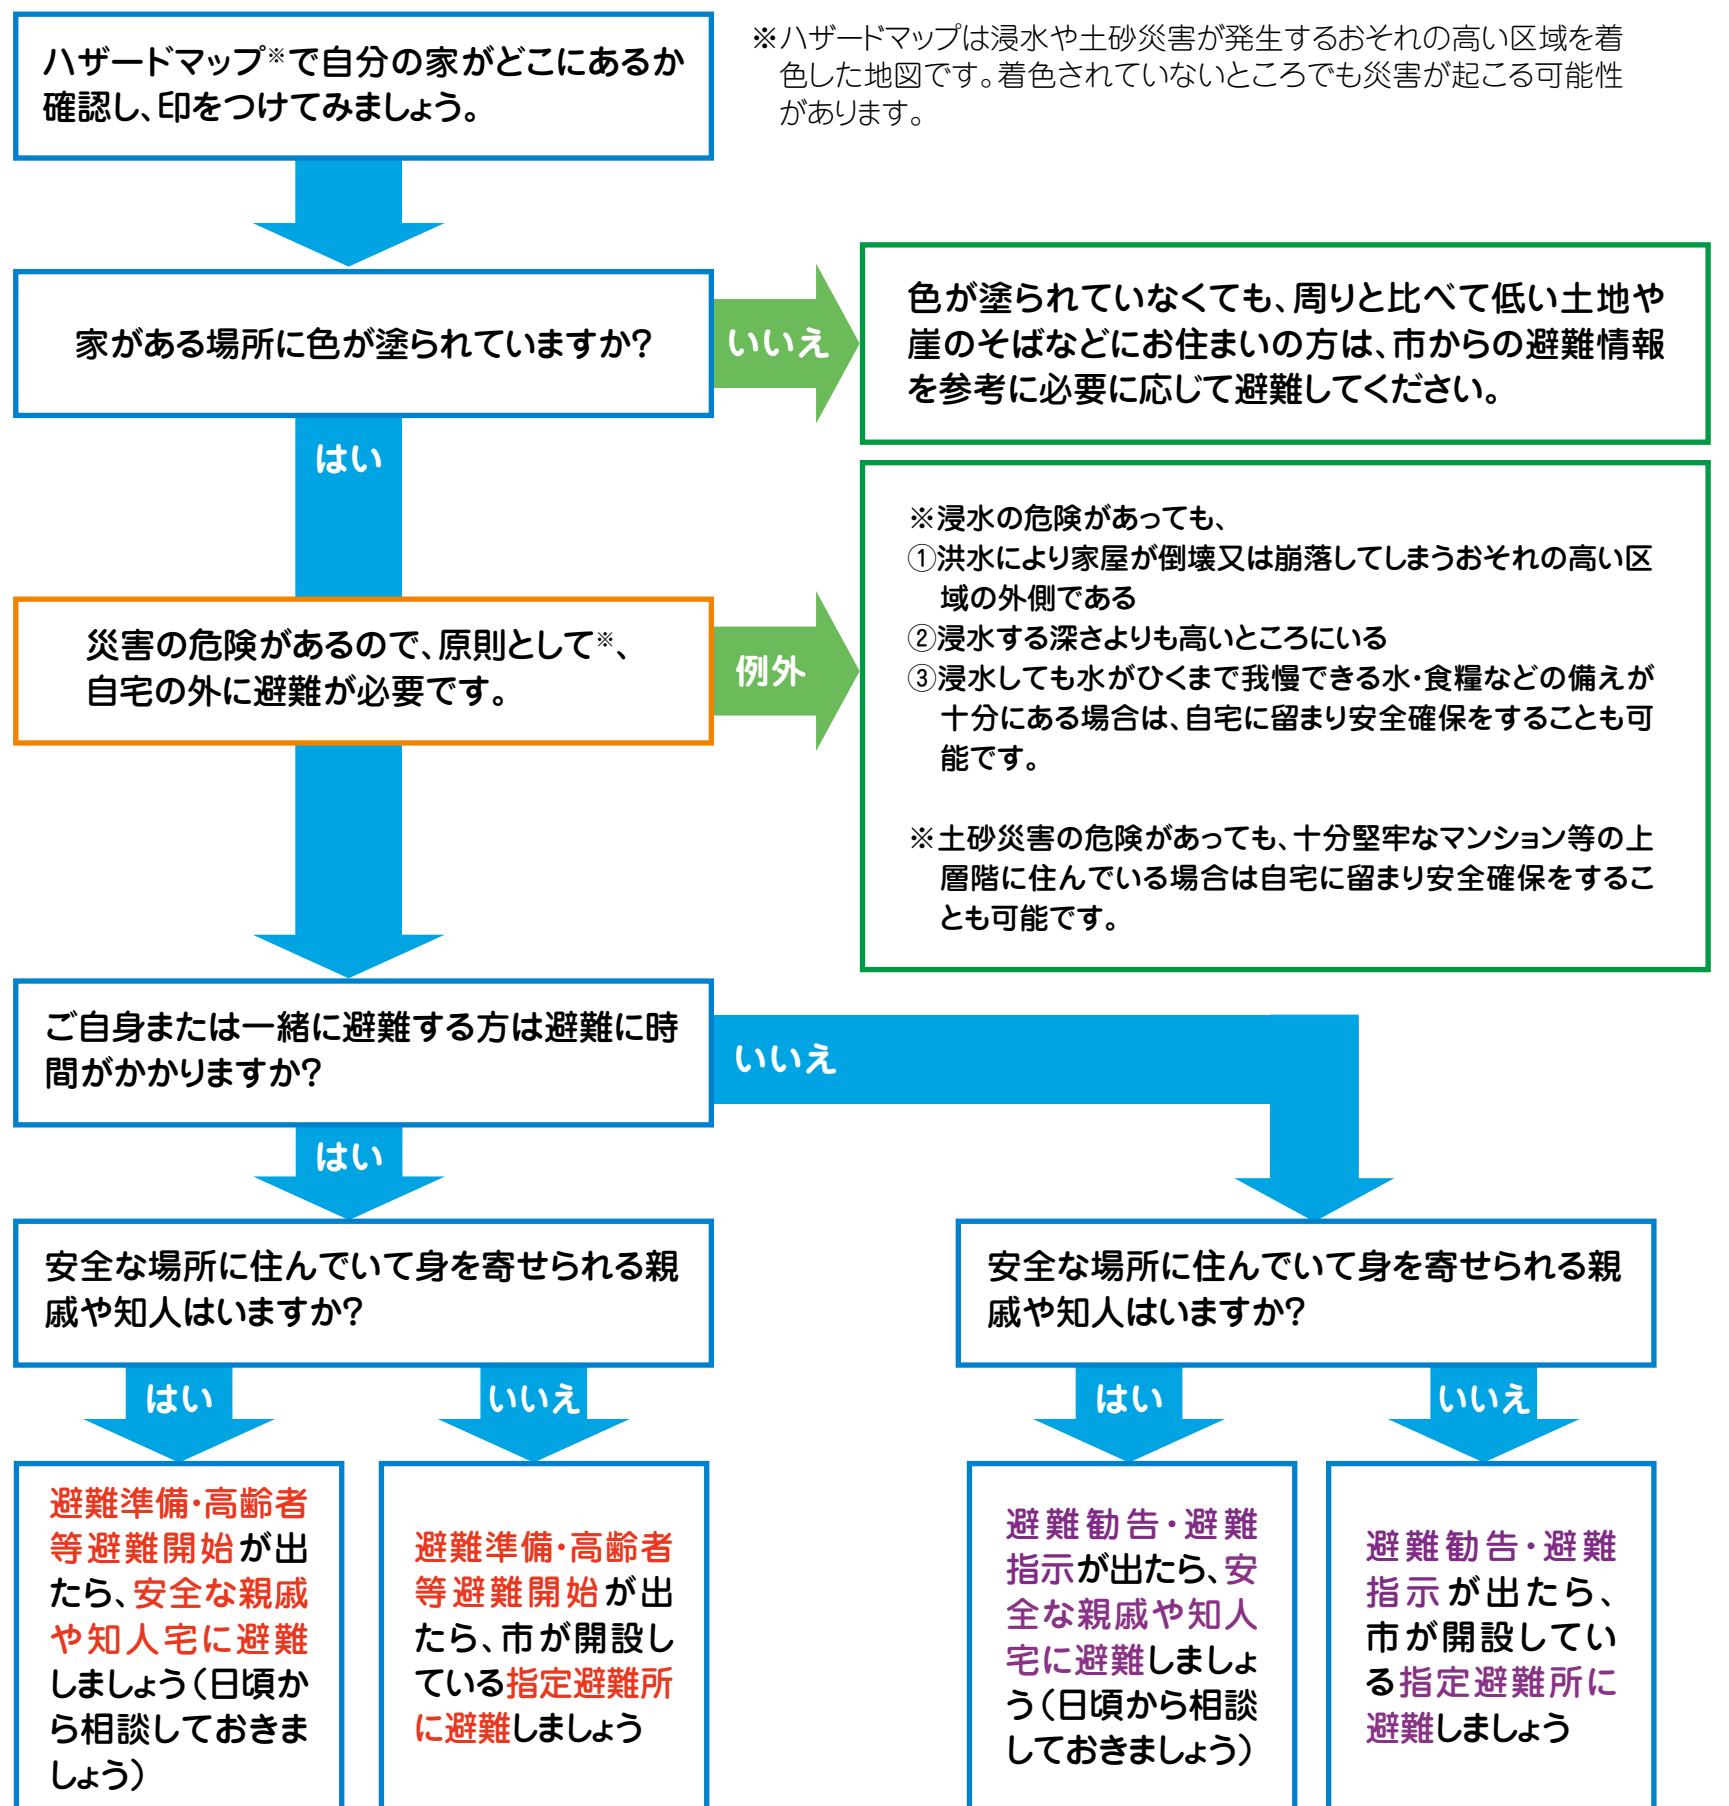 ハザードマップ※で自分の家がどこにあるか
確認し、印をつけてみましょう。
※ハザードマップは浸水や土砂災害が発生するおそれの高い区域を着
色した地図です。着色されていないところでも災害が起こる可能性
があります。
家がある場所に色が塗られていますか?
いいえ
色が塗られていなくても、周りと比べて低い土地や
崖のそばなどにお住まいの方は、市からの避難情報
を参考に必要に応じて避難してください。
はい
災害の危険があるので、原則として※、
自宅の外に避難が必要です。
例外
※浸水の危険があっても、
①洪水により家屋が倒壊又は崩落してしまうおそれの高い区
域の外側である
②浸水する深さよりも高いところにいる
③浸水しても水がひくまで我慢できる水・食糧などの備えが
十分にある場合は、自宅に留まり安全確保をすることも可
能です。
※土砂災害の危険があっても、十分堅牢なマンション等の上
層階に住んでいる場合は自宅に留まり安全確保をするこ
とも可能です。
ご自身または一緒に避難する方は避難に時
間がかかりますか?
いいえ
はい
安全な場所に住んでいて身を寄せられる親
戚や知人はいますか?
はい
いいえ
避難準備・高齢者
等避難開始が出
たら、安全な親戚
や知人宅に避難
しましょう(日頃か
ら相談しておきま
しょう)
避難準備・高齢者
等避難開始が出
たら、市が開設し
ている指定避難所
に避難しましょう
安全な場所に住んでいて身を寄せられる親
戚や知人はいますか?
はい
いいえ
避難勧告・避難
指示が出たら、安
全な親戚や知人
宅に避難しましょ
う(日頃から相談
しておきましょう)
避難勧告・避難
指示が出たら、
市が開設してい
る指定避難所に
避難しましょう